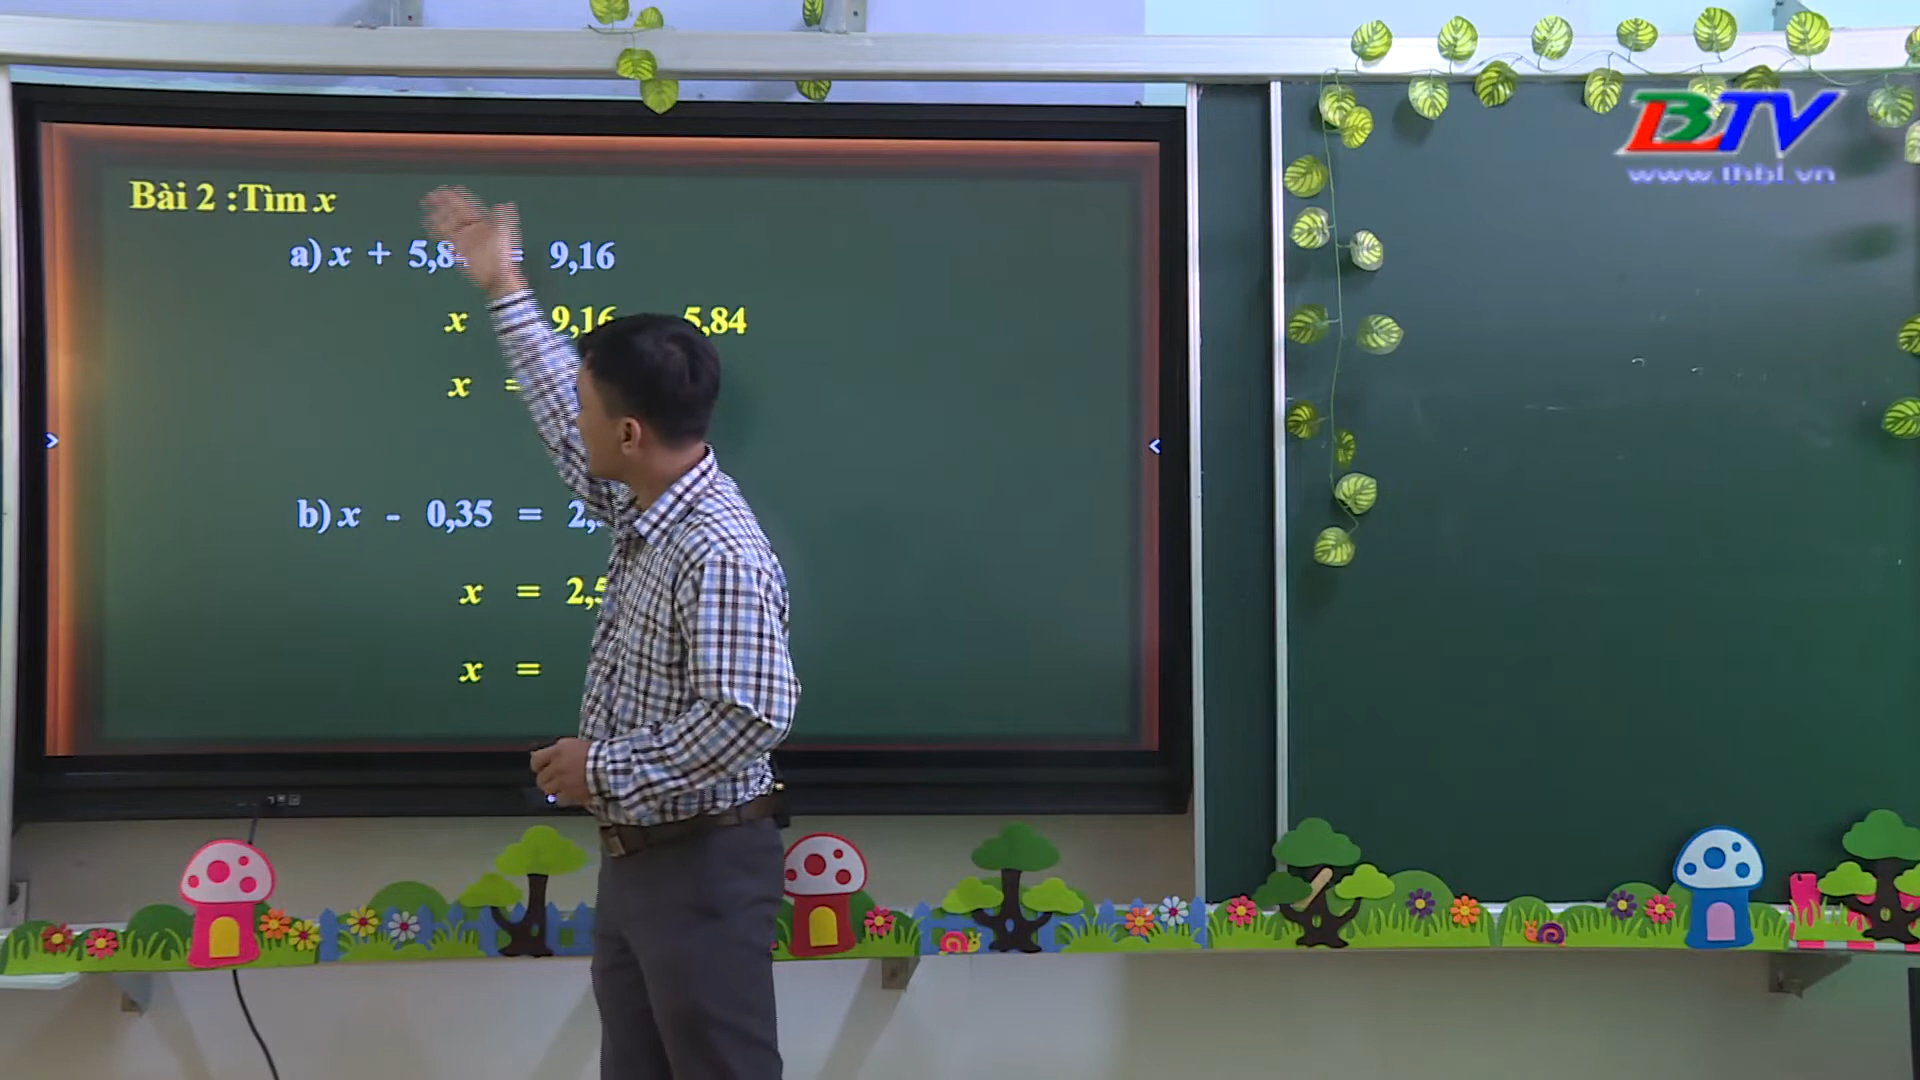 BTV
www.thbl.vn
Bài 2 :Tìm x
a) x + 5,8 = 9,16
x 9,16 5,84
x =
b) x - 0,35 = 2,
x = 2,5
x =